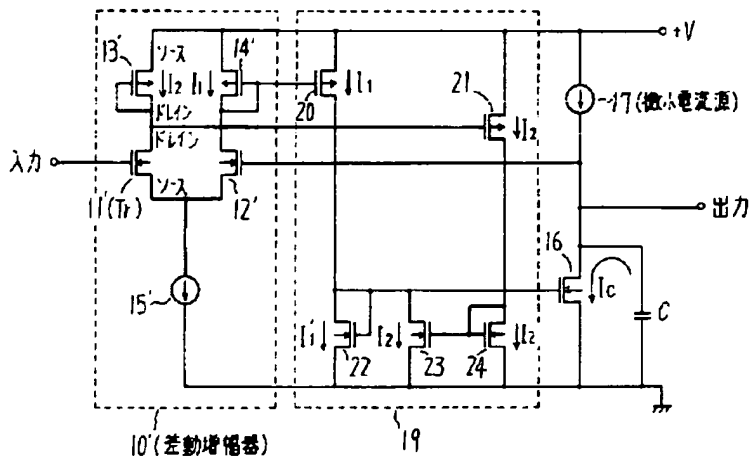 +V
13'
ソース
14'
I2
I1
ドレイン
20
I1
21
I2
17(微小電流源)
ドレイン
入力
11'(Tr)
ソース
12'
出力
16
Ic
C
15'
I1'
22
I2
23
24
I2
10'(差動増幅器)
19